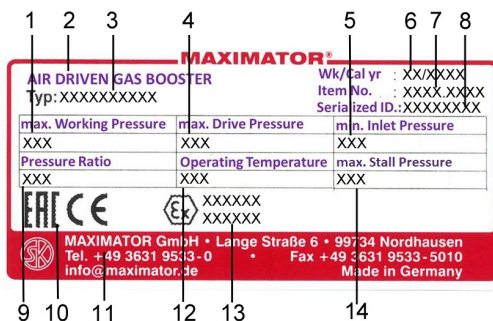 1 2 3 4 5 6 7 8
MAXIMATOR®
AIR DRIVEN GAS BOOSTER
Wk/Cal yr : XX/XXXX
Typ: XXXXXXXXXX
Item No. : XXXX.XXXX
Serialized ID.: XXXXXXXX
max. Working Pressure max. Drive Pressure min. Inlet Pressure
XXX XXX XXX
Pressure Ratio Operating Temperature max. Stall Pressure
XXX XXX XXX
EAC CE Ex XXXXXX
XXXXXX
SK MAXIMATOR GmbH • Lange Straße 6 • 99734 Nordhausen
Tel. +49 3631 9533-0 • Fax +49 3631 9533-5010
info@maximator.de Made in Germany
9 10 11 12 13 14